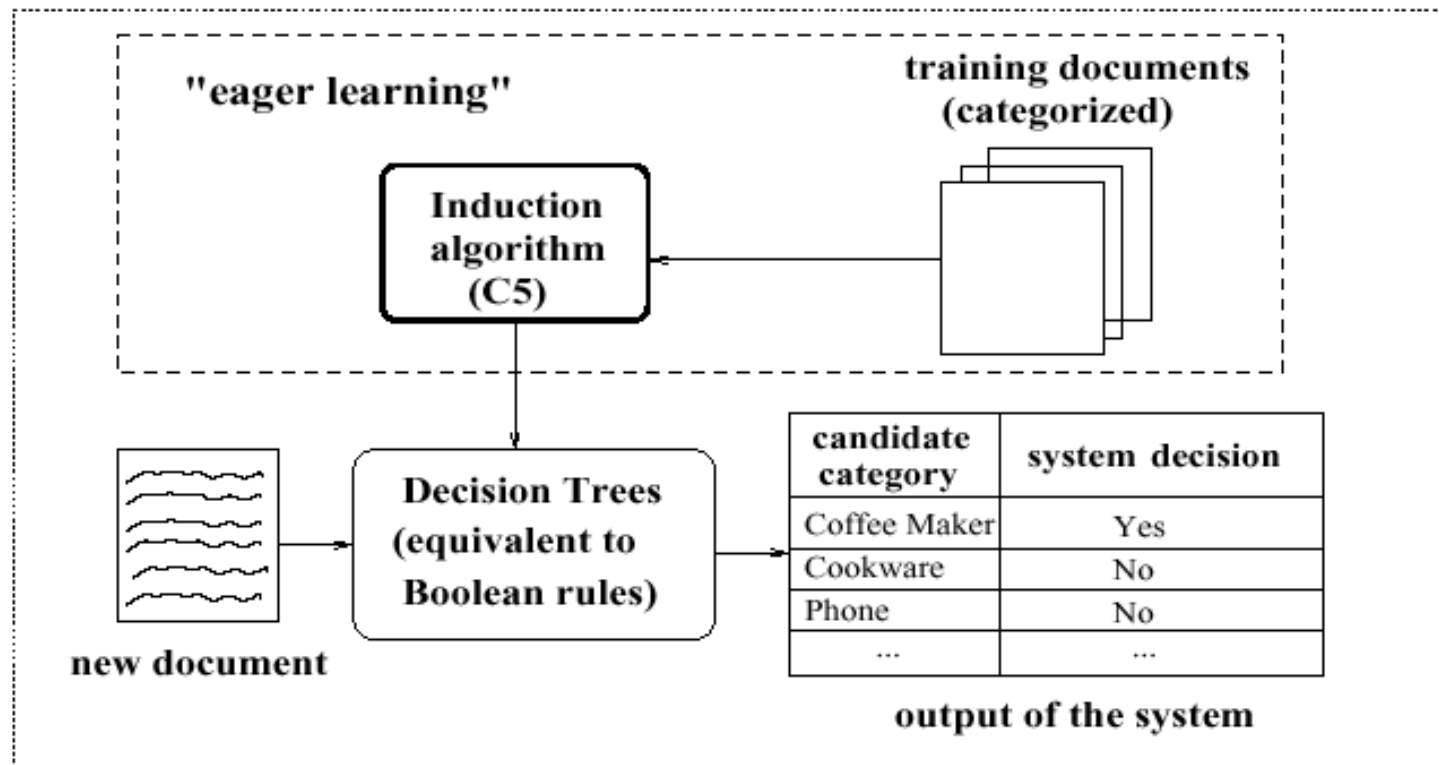 "eager learning"
training documents
(categorized)
Induction
algorithm
(C5)
Decision Trees
(equivalent to
Boolean rules)
new document
candidate
category
system decision
Coffee Maker
Yes
Cookware
No
Phone
No
...
...
output of the system